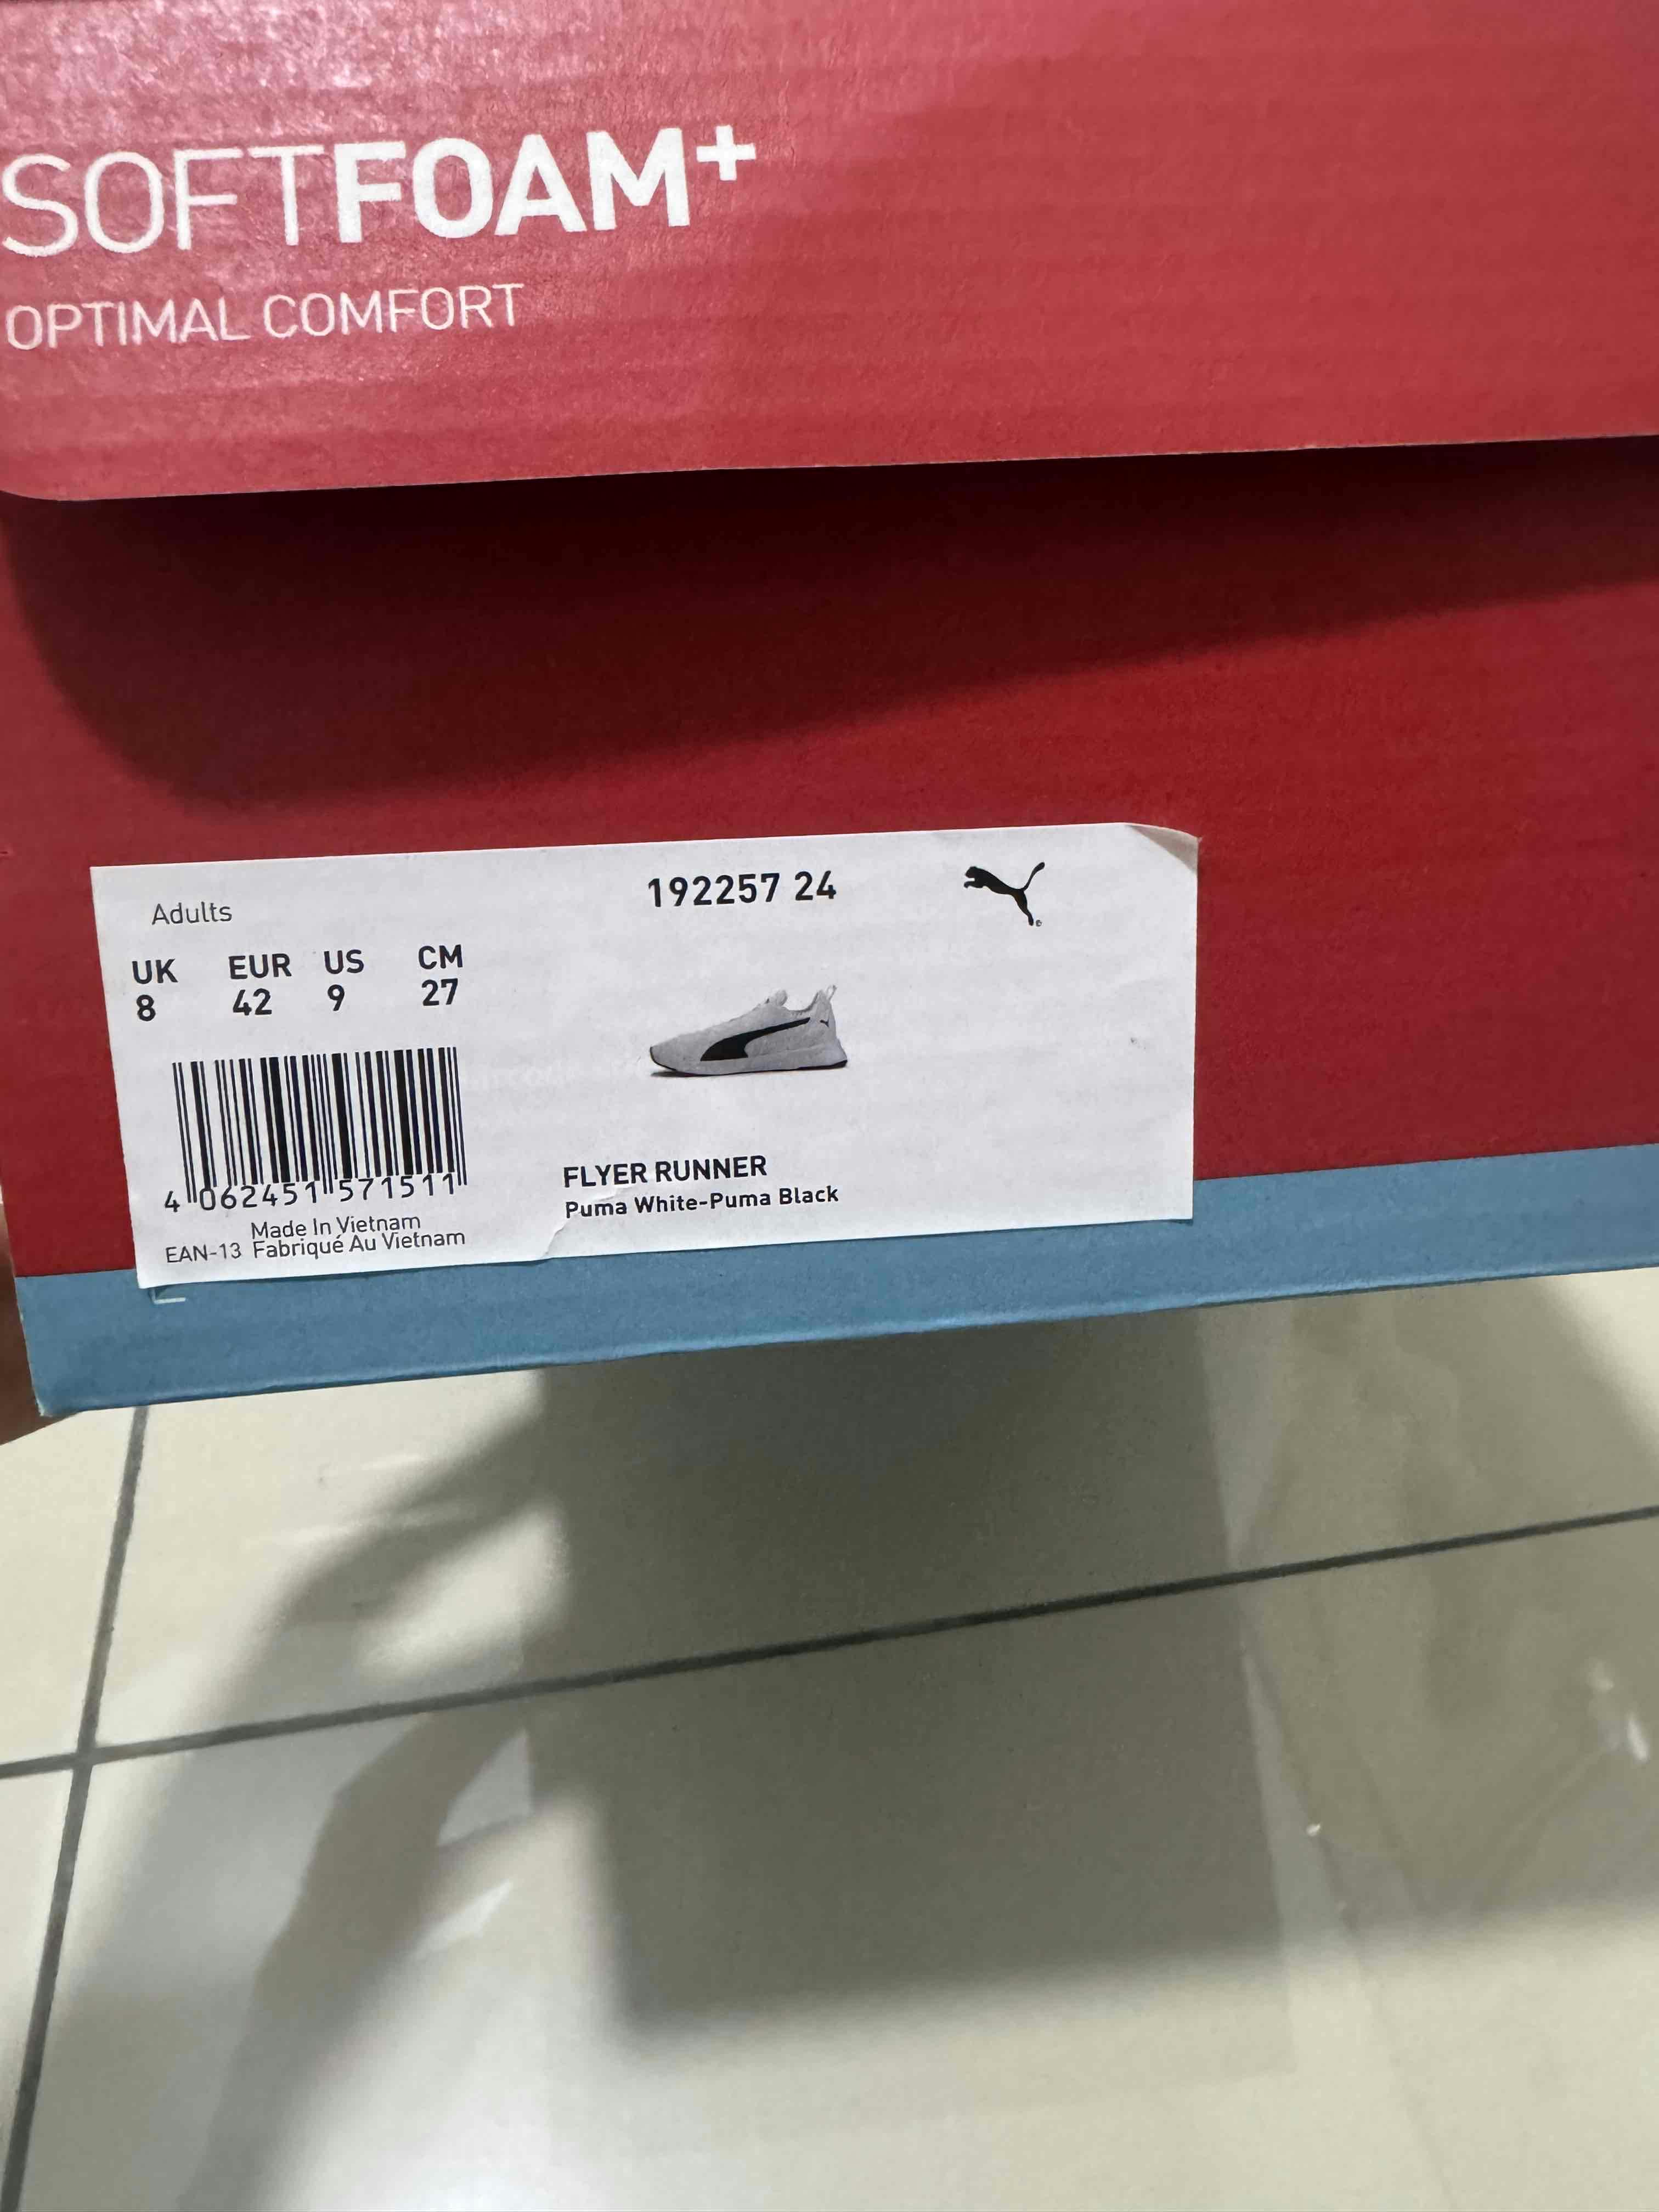 SOFTFOAM+
OPTIMAL COMFORT
Adults
192257 24
UK EUR US CM
8 42 9 27
4 062451 571511
Made In Vietnam
EAN-13 Fabriqué Au Vietnam
FLYER RUNNER
Puma White-Puma Black